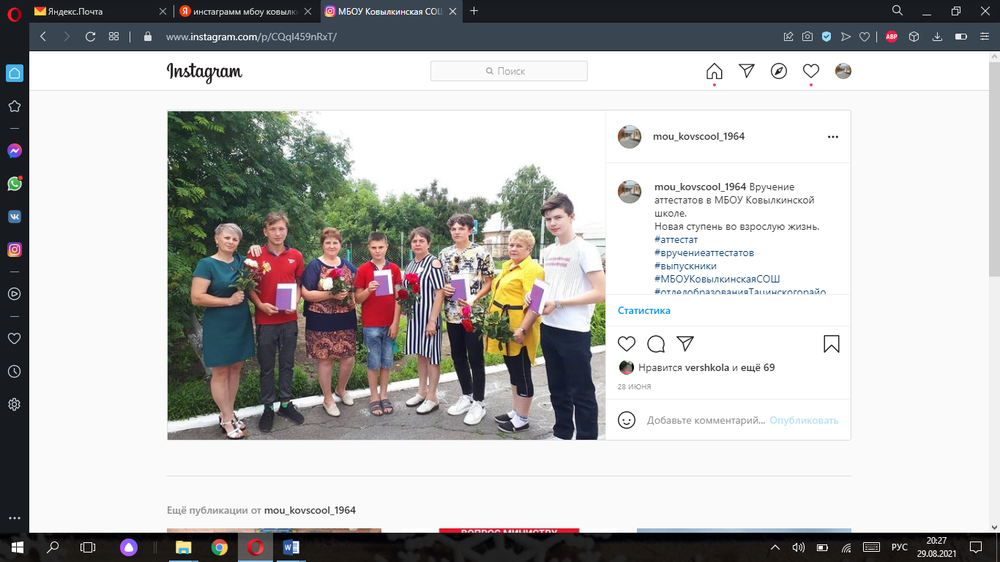 Яндекс.Почта
инстаграмм мбоу ковылки
МБОУ Ковылкинская СОШ
www.instagram.com/p/CQqI459nRxT/
ABP
Instagram
Поиск
mou_kovscool_1964
mou_kovscool_1964 Вручение
аттестатов в МБОУ Ковылкинской
школе.
Новая ступень во взрослую жизнь.
#аттестат
#вручениеаттестатов
#выпускники
#МБОУКовылкинскаяСОШ
#отделобразованияТацинскогорайо
Статистика
Нравится vershkola и ещё 69
28 ИЮНЯ
Добавьте комментарий... Опубликовать
Ещё публикации от mou_kovscool_1964
ВОПРОС МИНИСТРУ
РУС
20:27
29.08.2021